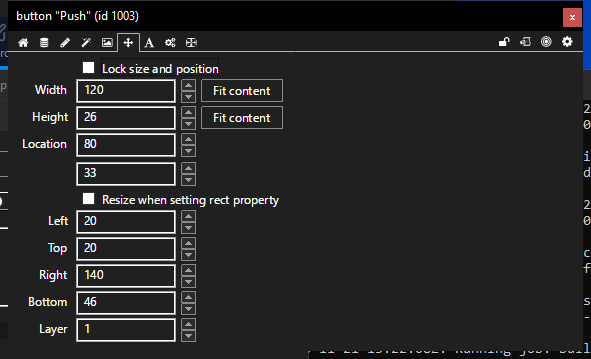 button "Push" (id 1003)
x
A
Lock size and position
Width 120 Fit content
Height 26 Fit content
Location 80
33
Resize when setting rect property
Left 20
Top 20
Right 140
Bottom 46
Layer 1